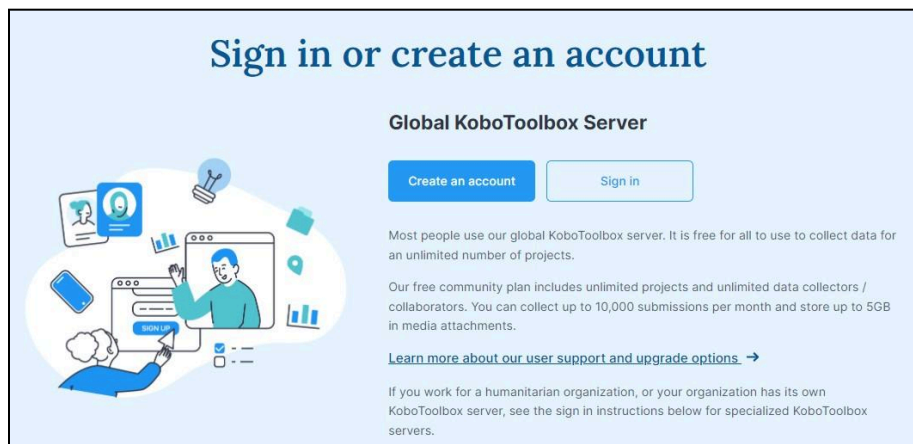 Sign in or create an account
Global KoboToolbox Server
Create an account
Sign in
Most people use our global KoboToolbox server. It is free for all to use to collect data for
an unlimited number of projects.
Our free community plan includes unlimited projects and unlimited data collectors /
collaborators. You can collect up to 10,000 submissions per month and store up to 5GB
in media attachments.
Learn more about our user support and upgrade options →
If you work for a humanitarian organization, or your organization has its own
KoboToolbox server, see the sign in instructions below for specialized KoboToolbox
servers.
SIGN UP